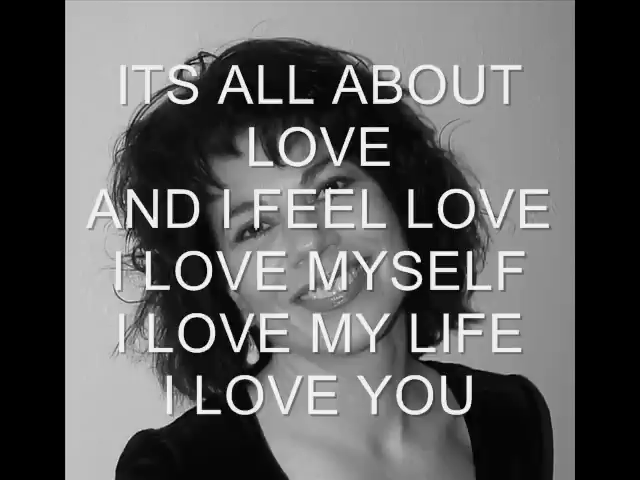 ITS ALL ABOUT
LOVE
AND I FEEL LOVE
I LOVE MYSELF
I LOVE MY LIFE
I LOVE YOU